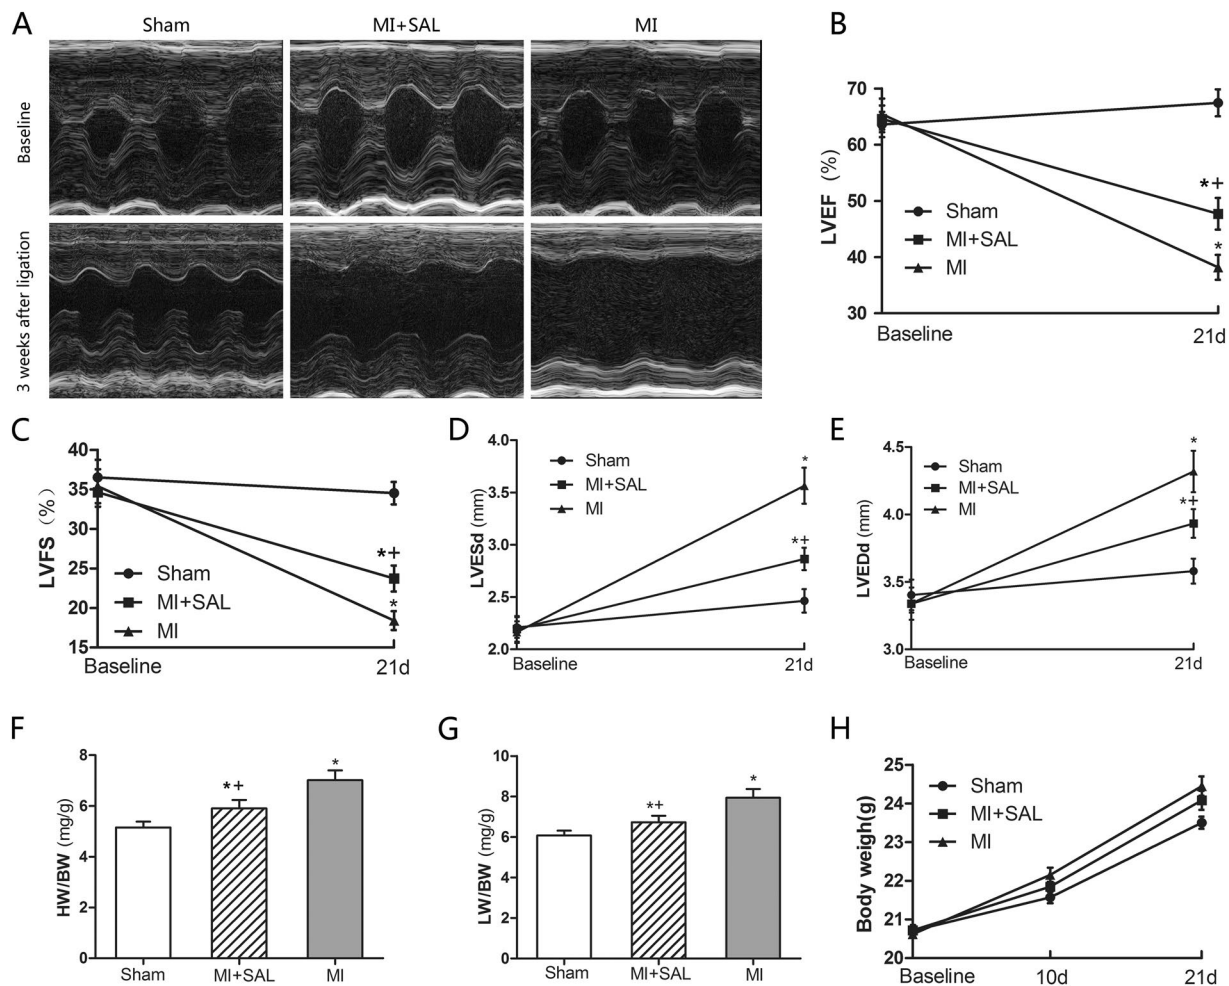 A
Sham
MI+SAL
MI
Baseline
3 weeks after ligation
B
LVEF (%)
70
60
50
40
30
*+
*
Sham
MI+SAL
MI
Baseline
21d
C
LVFS (%)
40
35
30
25
20
15
*+
*
Sham
MI+SAL
MI
Baseline
21d
D
LVESd (mm)
4.0
3.5
3.0
2.5
2.0
Sham
MI+SAL
MI
*
*+
Baseline
21d
E
LVEDd (mm)
4.5
4.0
3.5
3.0
Sham
MI+SAL
MI
*
*+
Baseline
21d
F
HW/BW (mg/g)
8
6
4
2
0
*+
*
Sham
MI+SAL
MI
G
LW/BW (mg/g)
10
8
6
4
2
0
*+
*
Sham
MI+SAL
MI
H
Body weigh(g)
25
24
23
22
21
20
Sham
MI+SAL
MI
Baseline
10d
21d